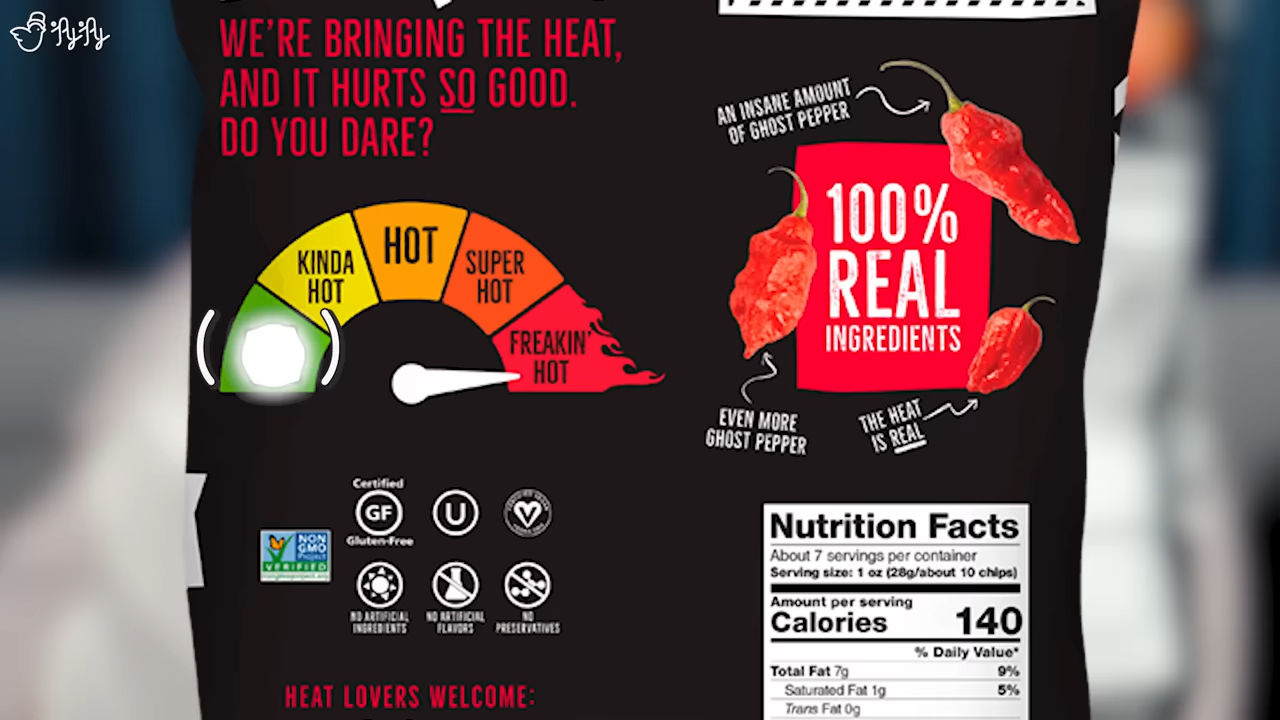 WE'RE BRINGING THE HEAT,
AND IT HURTS SO GOOD.
DO YOU DARE?
KINDA
HOT
HOT
SUPER
HOT
FREAKIN'
HOT
AN INSANE AMOUNT
OF GHOST PEPPER
100%
REAL
INGREDIENTS
EVEN MORE
GHOST PEPPER
THE HEAT
IS REAL
Certified
GF
Gluten-Free
U
NON
GMO
Project
VERIFIED
NO ARTIFICIAL
INGREDIENTS
NO ARTIFICIAL
FLAVORS
NO
PRESERVATIVES
HEAT LOVERS WELCOME:
Nutrition Facts
About 7 servings per container
Serving size: 1 oz (28g/about 10 chips)
Amount per serving
Calories 140
% Daily Value*
Total Fat 7g 9%
Saturated Fat 1g 5%
Trans Fat 0g